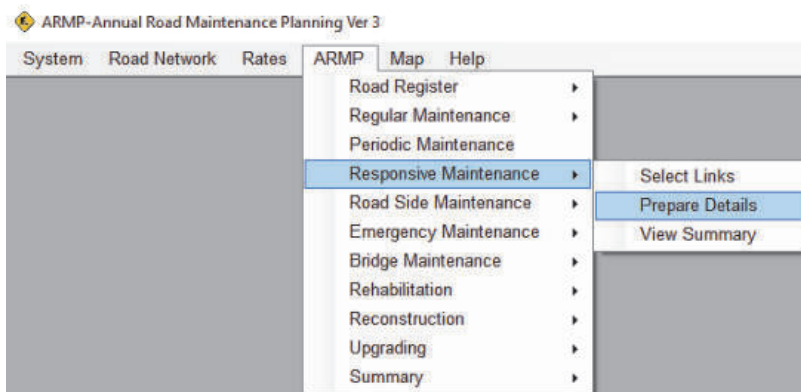 ARMP-Annual Road Maintenance Planning Ver 3
System Road Network Rates ARMP Map Help
Road Register
Regular Maintenance
Periodic Maintenance
Responsive Maintenance
Select Links
Road Side Maintenance
Prepare Details
Emergency Maintenance
View Summary
Bridge Maintenance
Rehabilitation
Reconstruction
Upgrading
Summary